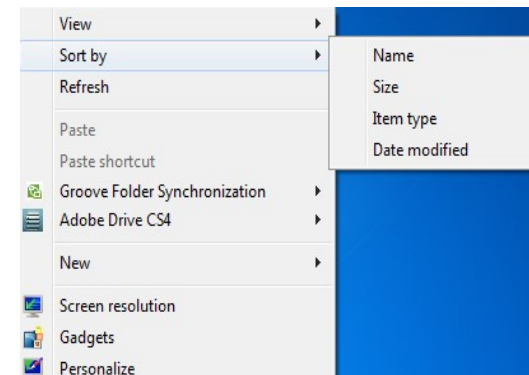 View
Sort by
Refresh
Paste
Paste shortcut
Groove Folder Synchronization
Adobe Drive CS4
New
Screen resolution
Gadgets
Personalize
Name
Size
Item type
Date modified